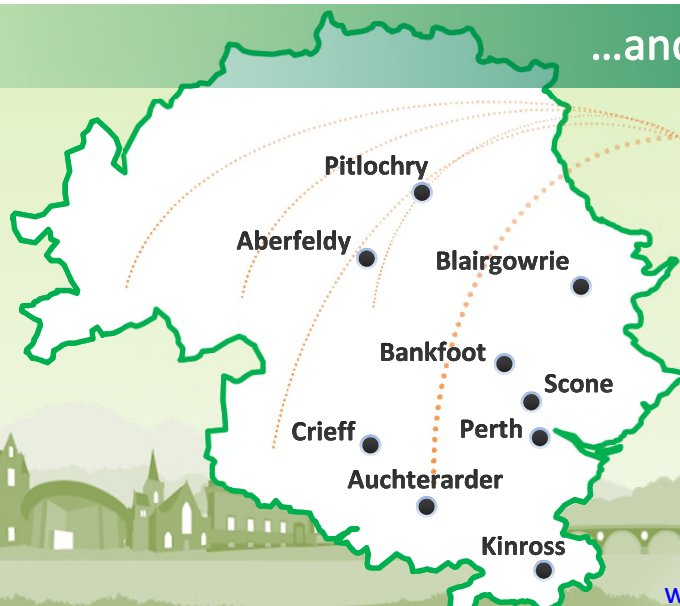 ...and
Pitlochry
Aberfeldy
Blairgowrie
Bankfoot
Scone
Perth
Crieff
Auchterarder
Kinross
w